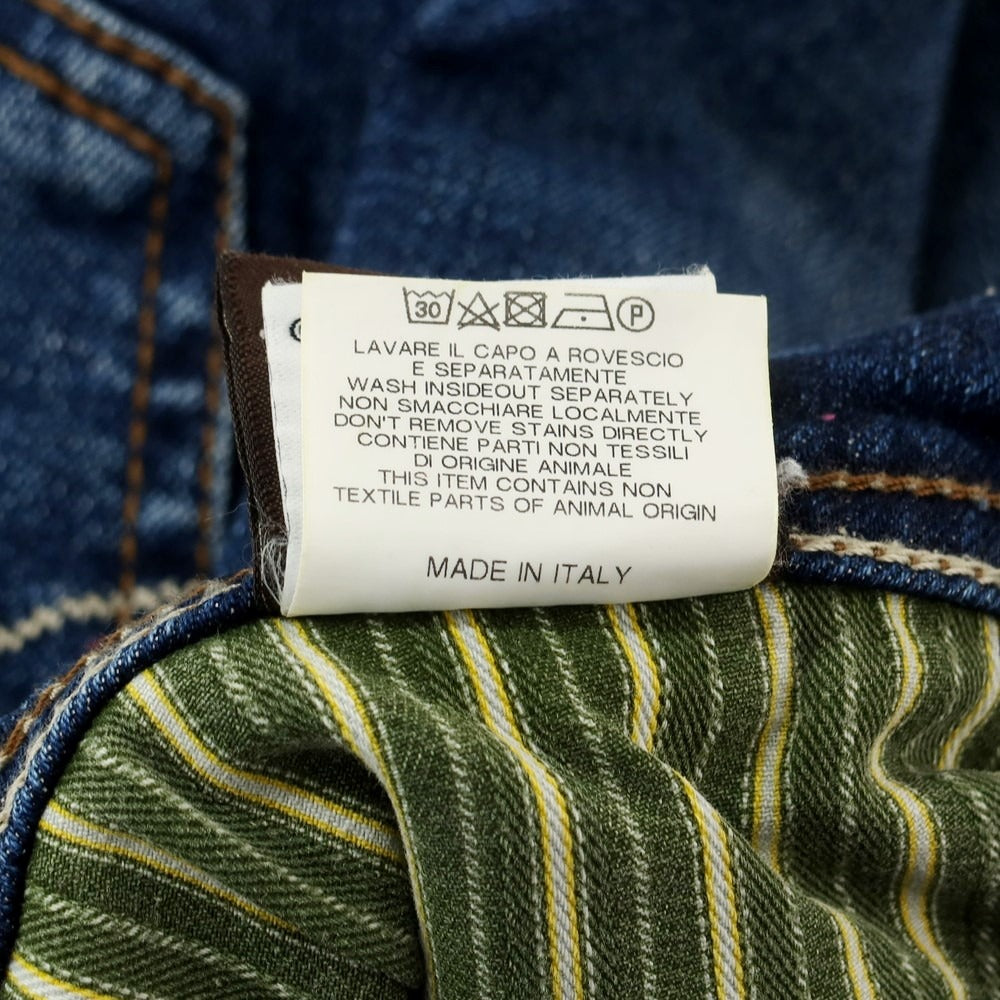 30 P
LAVARE IL CAPO A ROVESCIO
E SEPARATAMENTE
WASH INSIDEOUT SEPARATELY
NON SMACCHIARE LOCALMENTE
DON'T REMOVE STAINS DIRECTLY
CONTIENE PARTI NON TESSILI
DI ORIGINE ANIMALE
THIS ITEM CONTAINS NON
TEXTILE PARTS OF ANIMAL ORIGIN
MADE IN ITALY